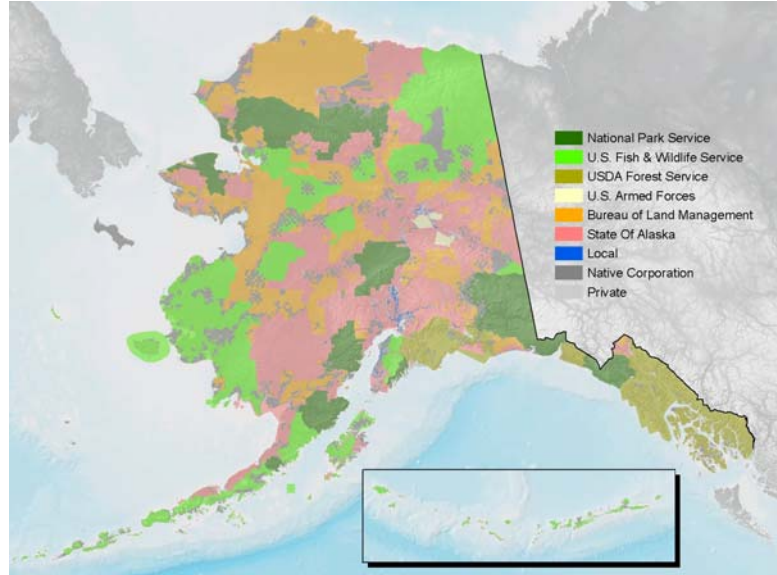 National Park Service
U.S. Fish & Wildlife Service
USDA Forest Service
U.S. Armed Forces
Bureau of Land Management
State Of Alaska
Local
Native Corporation
Private